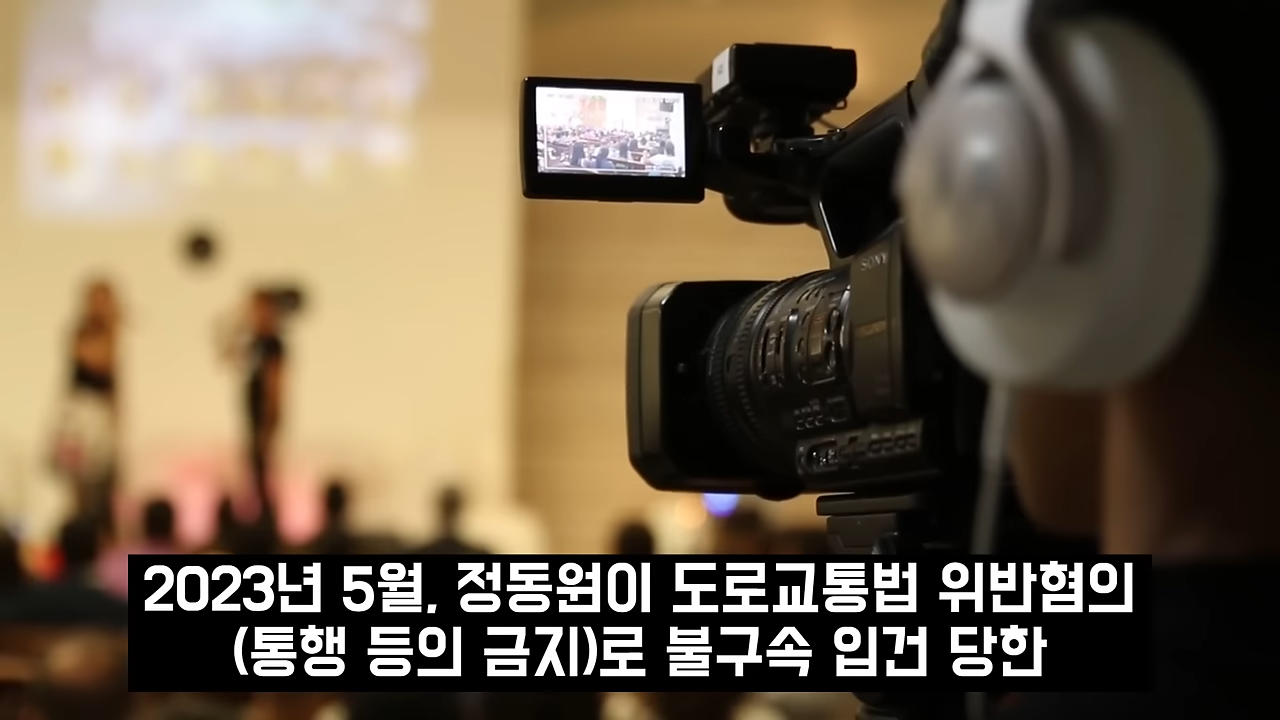 SONY
2023년 5월, 정동원이 도로교통법 위반혐의
(통행 등의 금지)로 불구속 입건 당한